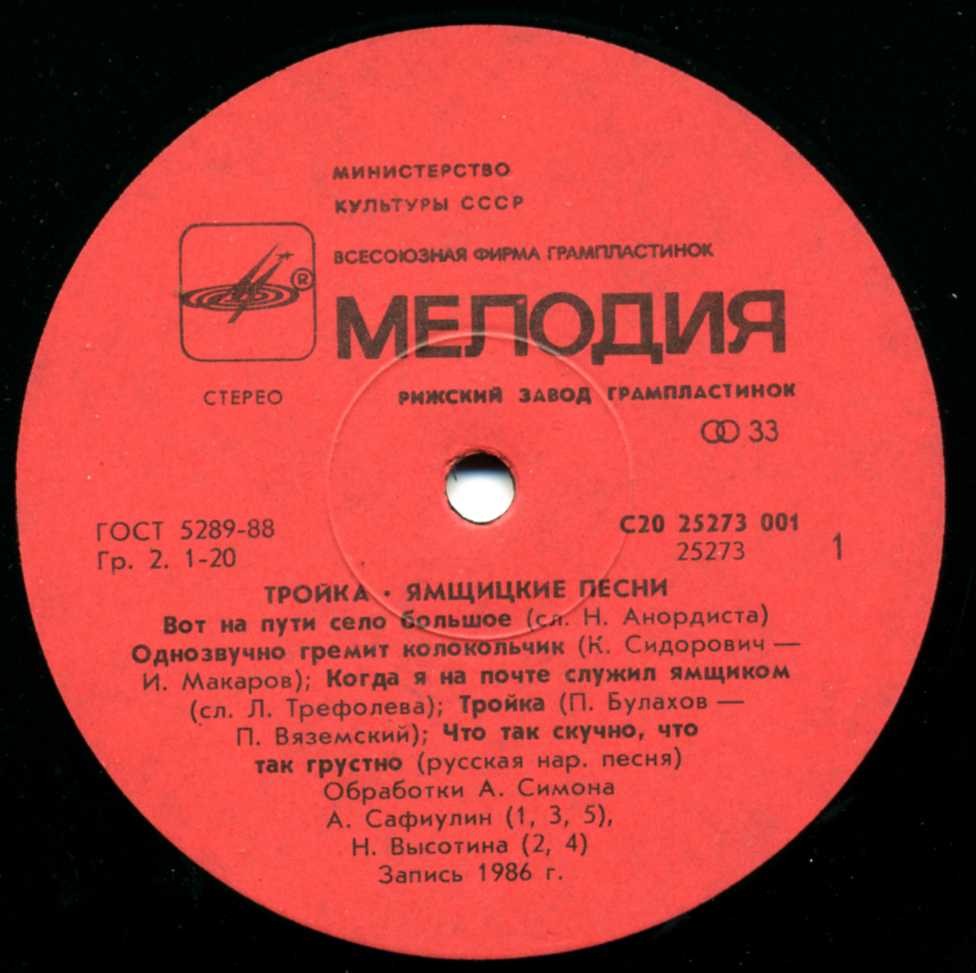 МИНИСТЕРСТВО
КУЛЬТУРЫ СССР
ВСЕСОЮЗНАЯ ФИРМА ГРАМПЛАСТИНОК
®
МЕЛОДИЯ
СТЕРЕО
РИЖСКИЙ ЗАВОД ГРАМПЛАСТИНОК
33
ГОСТ 5289-88
Гр. 2. 1-20
С20 25273 001
25273
1
ТРОЙКА · ЯМЩИЦКИЕ ПЕСНИ
Вот на пути село большое (сл. Н. Анордиста)
Однозвучно гремит колокольчик (К. Сидорович —
И. Макаров); Когда я на почте служил ямщиком
(сл. Л. Трефолева); Тройка (П. Булахов —
П. Вяземский); Что так скучно, что
так грустно (русская нар. песня)
Обработки А. Симона
А. Сафиулин (1, 3, 5),
Н. Высотина (2, 4)
Запись 1986 г.